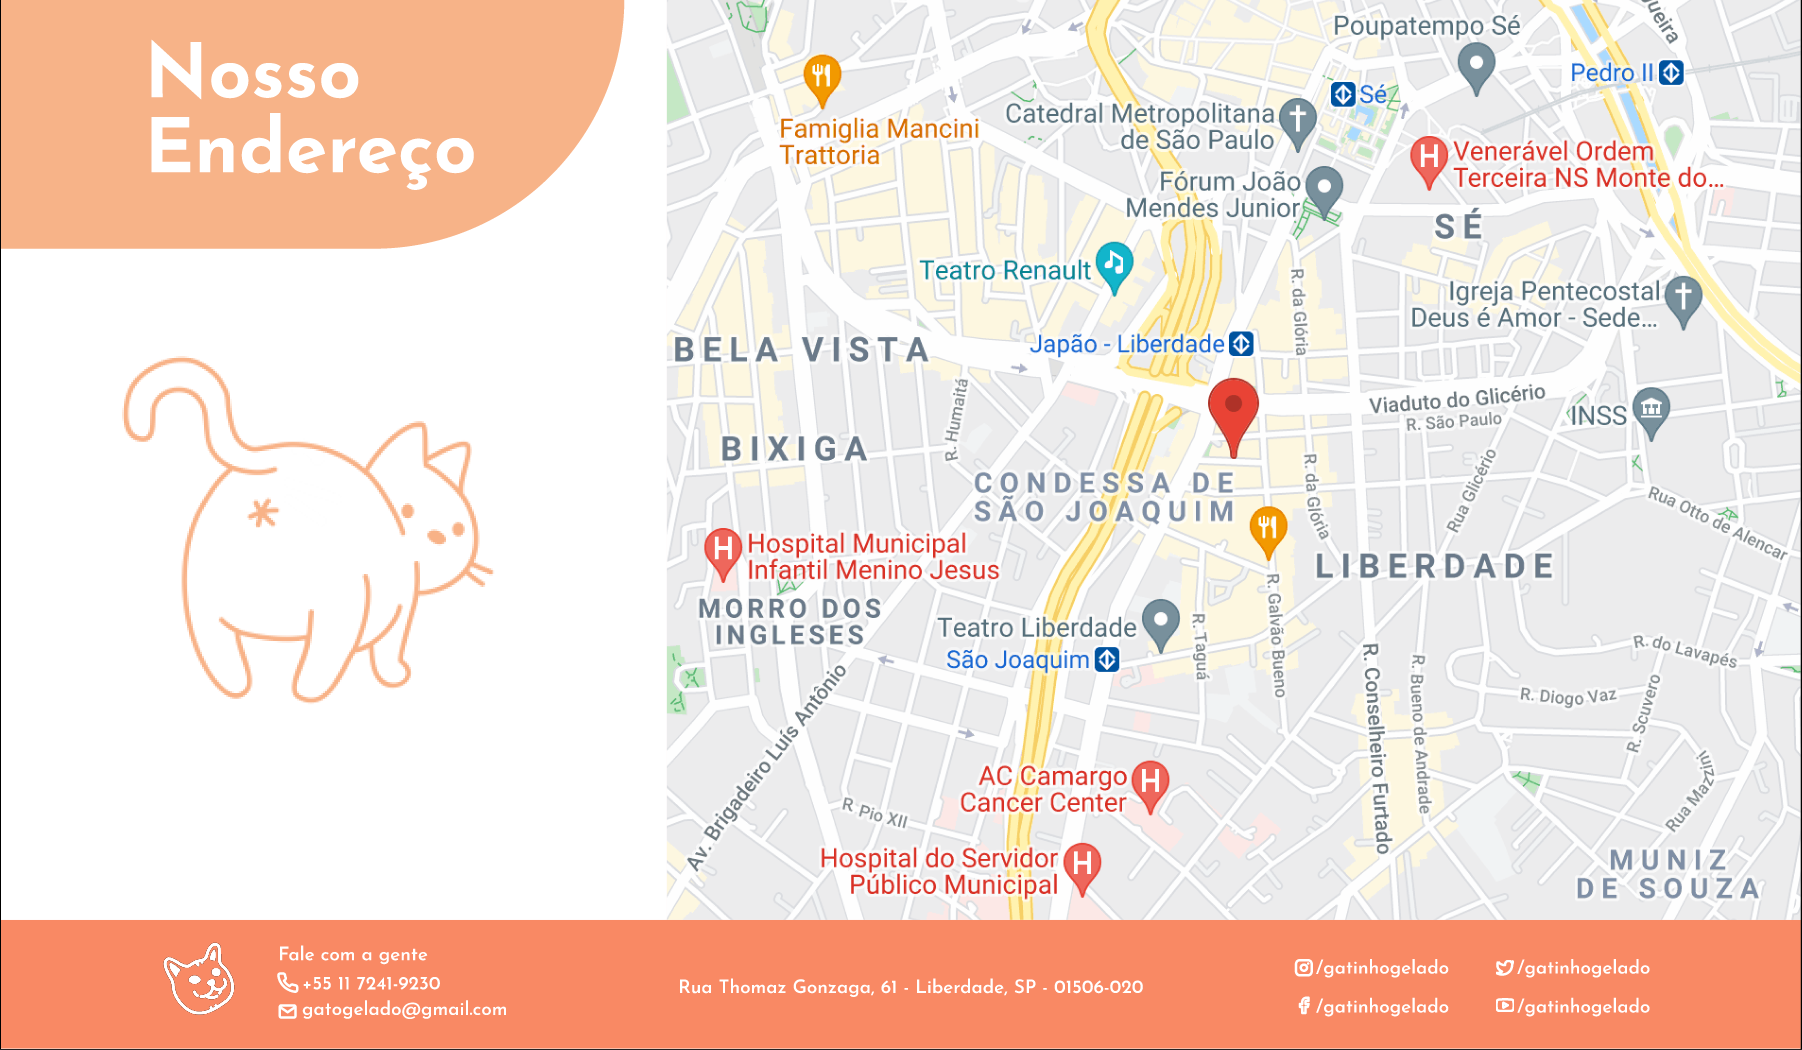 Nosso
Endereço
Poupatempo Sé
gueira
Pedro II
Sé
Famiglia Mancini
Trattoria
Catedral Metropolitana
de São Paulo
Venerável Ordem
Terceira NS Monte do...
Fórum João
Mendes Junior
SÉ
Teatro Renault
R. da Glória
Igreja Pentecostal
Deus é Amor - Sede...
BELA VISTA
Japão - Liberdade
R. Humaitá
Viaduto do Glicério
R. São Paulo
INSS
BIXIGA
CONDESSA DE
SÃO JOAQUIM
R. da Glória
Rua Glicério
Rua Otto de Alencar
Hospital Municipal
Infantil Menino Jesus
LIBERDADE
MORRO DOS
INGLESES
Teatro Liberdade
São Joaquim
R. Taguá
R. Galvão Bueno
R. Conselheiro Furtado
R. Bueno de Andrade
R. do Lavapés
R. Diogo Vaz
R. Scuvero
Rua Mazzini
Av. Brigadeiro Luís Antônio
AC Camargo
Cancer Center
R Pio XII
Hospital do Servidor
Público Municipal
MUNIZ
DE SOUZA
Fale com a gente
+55 11 7241-9230
gatogelado@gmail.com
Rua Thomaz Gonzaga, 61 - Liberdade, SP - 01506-020
/gatinhogelado
/gatinhogelado
/gatinhogelado
/gatinhogelado